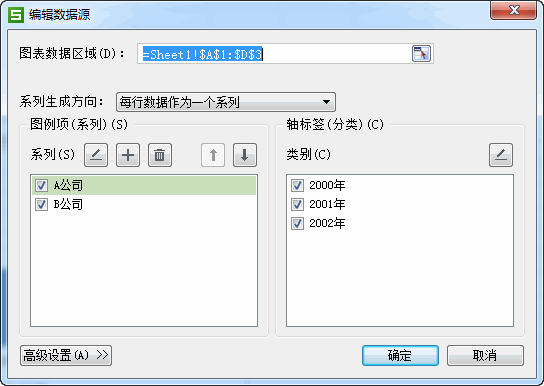 编辑数据源
图表数据区域(D): =Sheet1!$A$1:$D$3
系列生成方向: 每行数据作为一个系列
图例项(系列)(S)
系列(S)
A公司
B公司
轴标签(分类)(C)
类别(C)
2000年
2001年
2002年
高级设置(A) >>
确定
取消